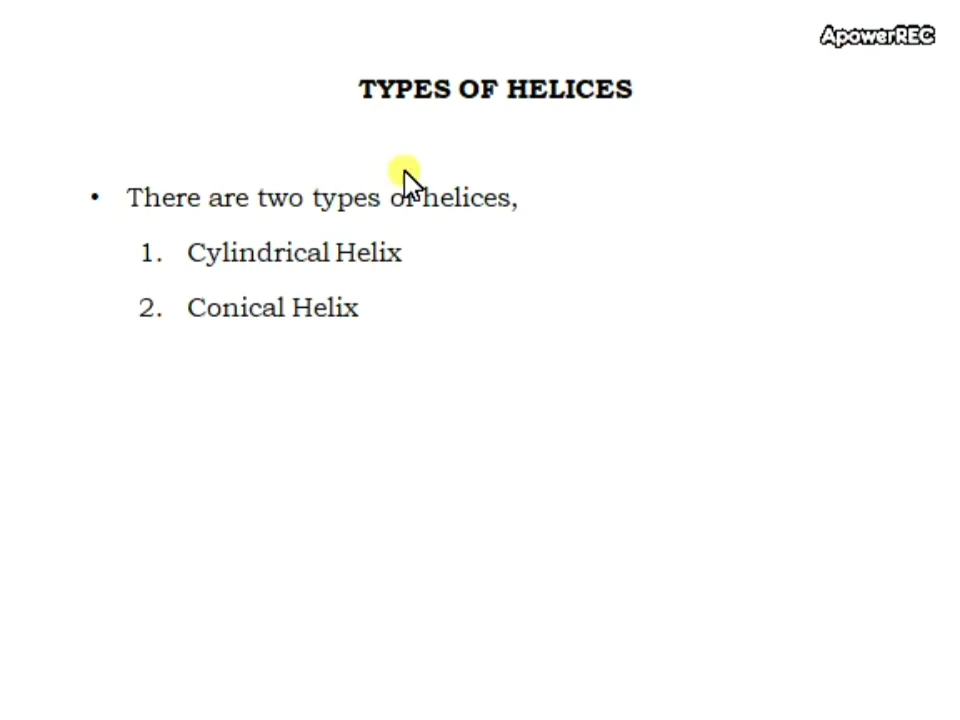 ApowerREC
TYPES OF HELICES
• There are two types of helices,
1. Cylindrical Helix
2. Conical Helix